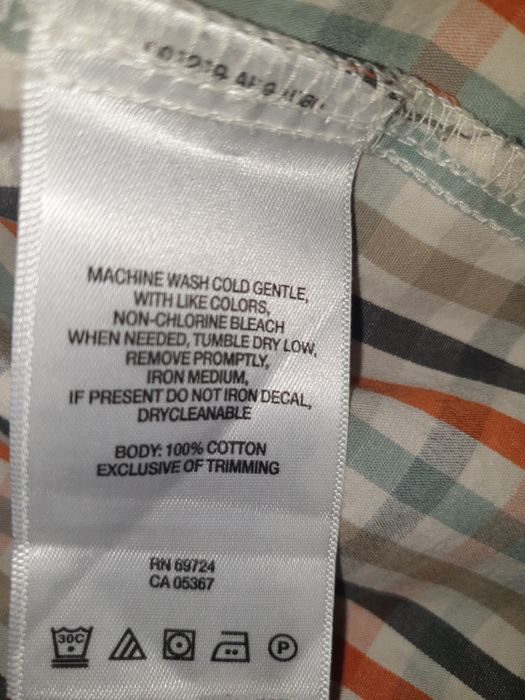 MACHINE WASH COLD GENTLE,
WITH LIKE COLORS,
NON-CHLORINE BLEACH
WHEN NEEDED, TUMBLE DRY LOW,
REMOVE PROMPTLY,
IRON MEDIUM,
IF PRESENT DO NOT IRON DECAL,
DRYCLEANABLE
BODY: 100% COTTON
EXCLUSIVE OF TRIMMING
RN 69724
CA 05367
30C P